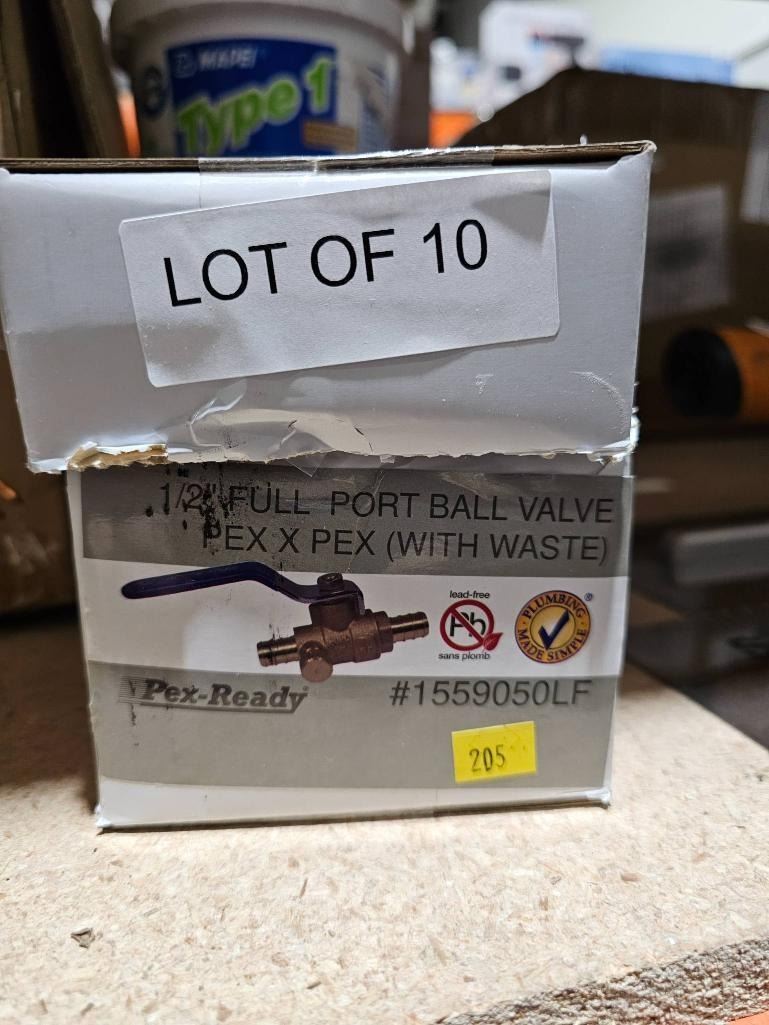 MAPEI
Type 1
LOT OF 10
1/2" FULL PORT BALL VALVE
PEX X PEX (WITH WASTE)
lead-free
Pb
sans plomb
PLUMBING
MADE SIMPLE
®
Pex-Ready
#1559050LF
205